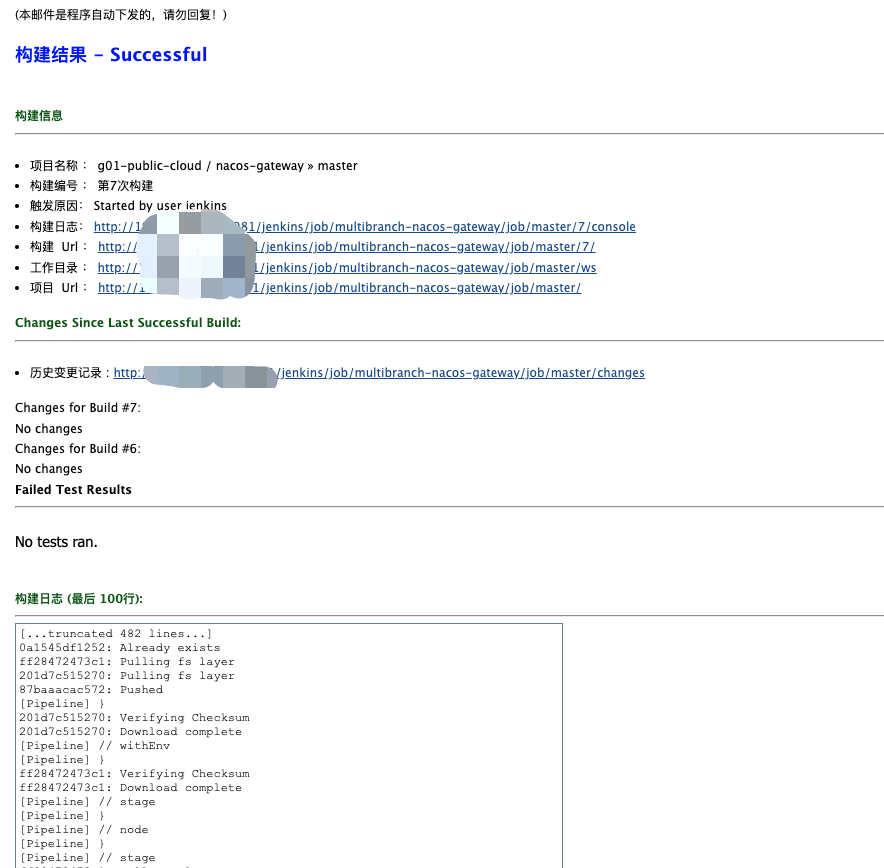 (本邮件是程序自动下发的，请勿回复！)
构建结果 - Successful
构建信息
• 项目名称： g01-public-cloud / nacos-gateway » master
• 构建编号： 第7次构建
• 触发原因： Started by user jenkins
• 构建日志： http://1 081/jenkins/job/multibranch-nacos-gateway/job/master/7/console
• 构建 Url： http:// 1/jenkins/job/multibranch-nacos-gateway/job/master/7/
• 工作目录： http:// 1/jenkins/job/multibranch-nacos-gateway/job/master/ws
• 项目 Url： http://1 1/jenkins/job/multibranch-nacos-gateway/job/master/
Changes Since Last Successful Build:
• 历史变更记录 : http: /jenkins/job/multibranch-nacos-gateway/job/master/changes
Changes for Build #7:
No changes
Changes for Build #6:
No changes
Failed Test Results
No tests ran.
构建日志 (最后 100行):
[...truncated 482 lines...]
0a1545df1252: Already exists
ff28472473c1: Pulling fs layer
201d7c515270: Pulling fs layer
87baaacac572: Pushed
[Pipeline] }
201d7c515270: Verifying Checksum
201d7c515270: Download complete
[Pipeline] // withEnv
[Pipeline] }
ff28472473c1: Verifying Checksum
ff28472473c1: Download complete
[Pipeline] // stage
[Pipeline] }
[Pipeline] // node
[Pipeline] }
[Pipeline] // stage